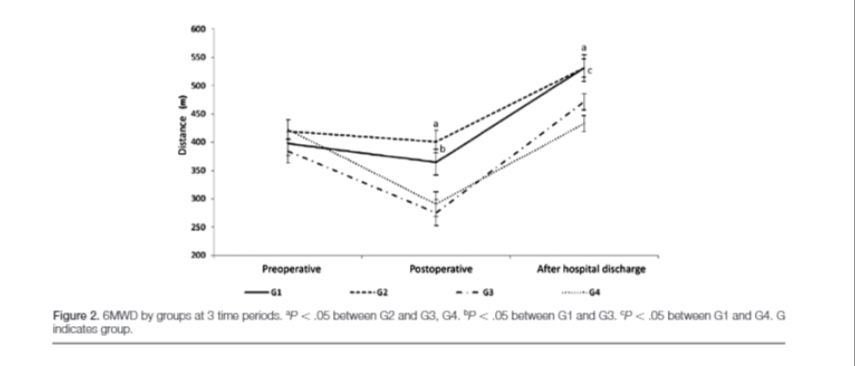 600
550
500
450
400
350
300
250
200
Distance (m)
a
b
a
c
Preoperative Postoperative After hospital discharge
G1 G2 G3 G4
Figure 2. 6MWD by groups at 3 time periods. ᵃP < .05 between G2 and G3, G4. ᵇP < .05 between G1 and G3. ᶜP < .05 between G1 and G4. G
indicates group.